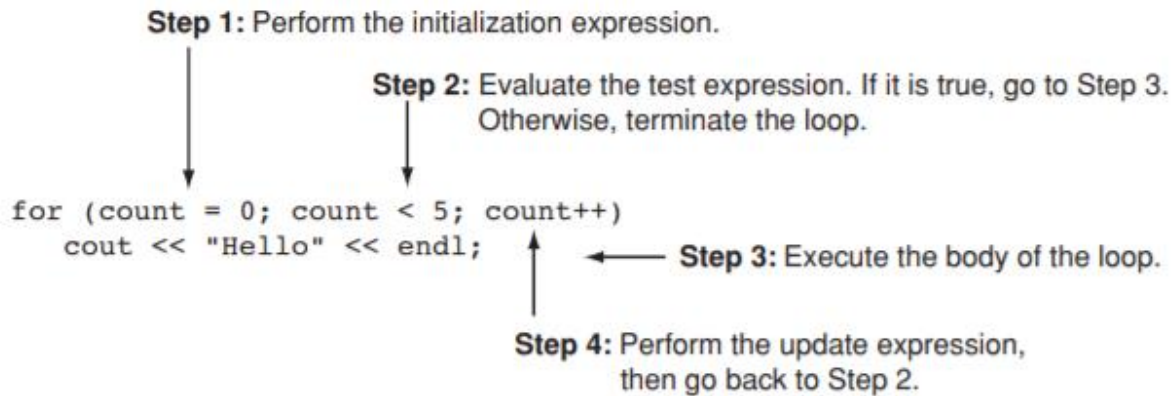 Step 1: Perform the initialization expression.
Step 2: Evaluate the test expression. If it is true, go to Step 3.
Otherwise, terminate the loop.
for (count = 0; count < 5; count++)
cout << "Hello" << endl;
Step 3: Execute the body of the loop.
Step 4: Perform the update expression,
then go back to Step 2.